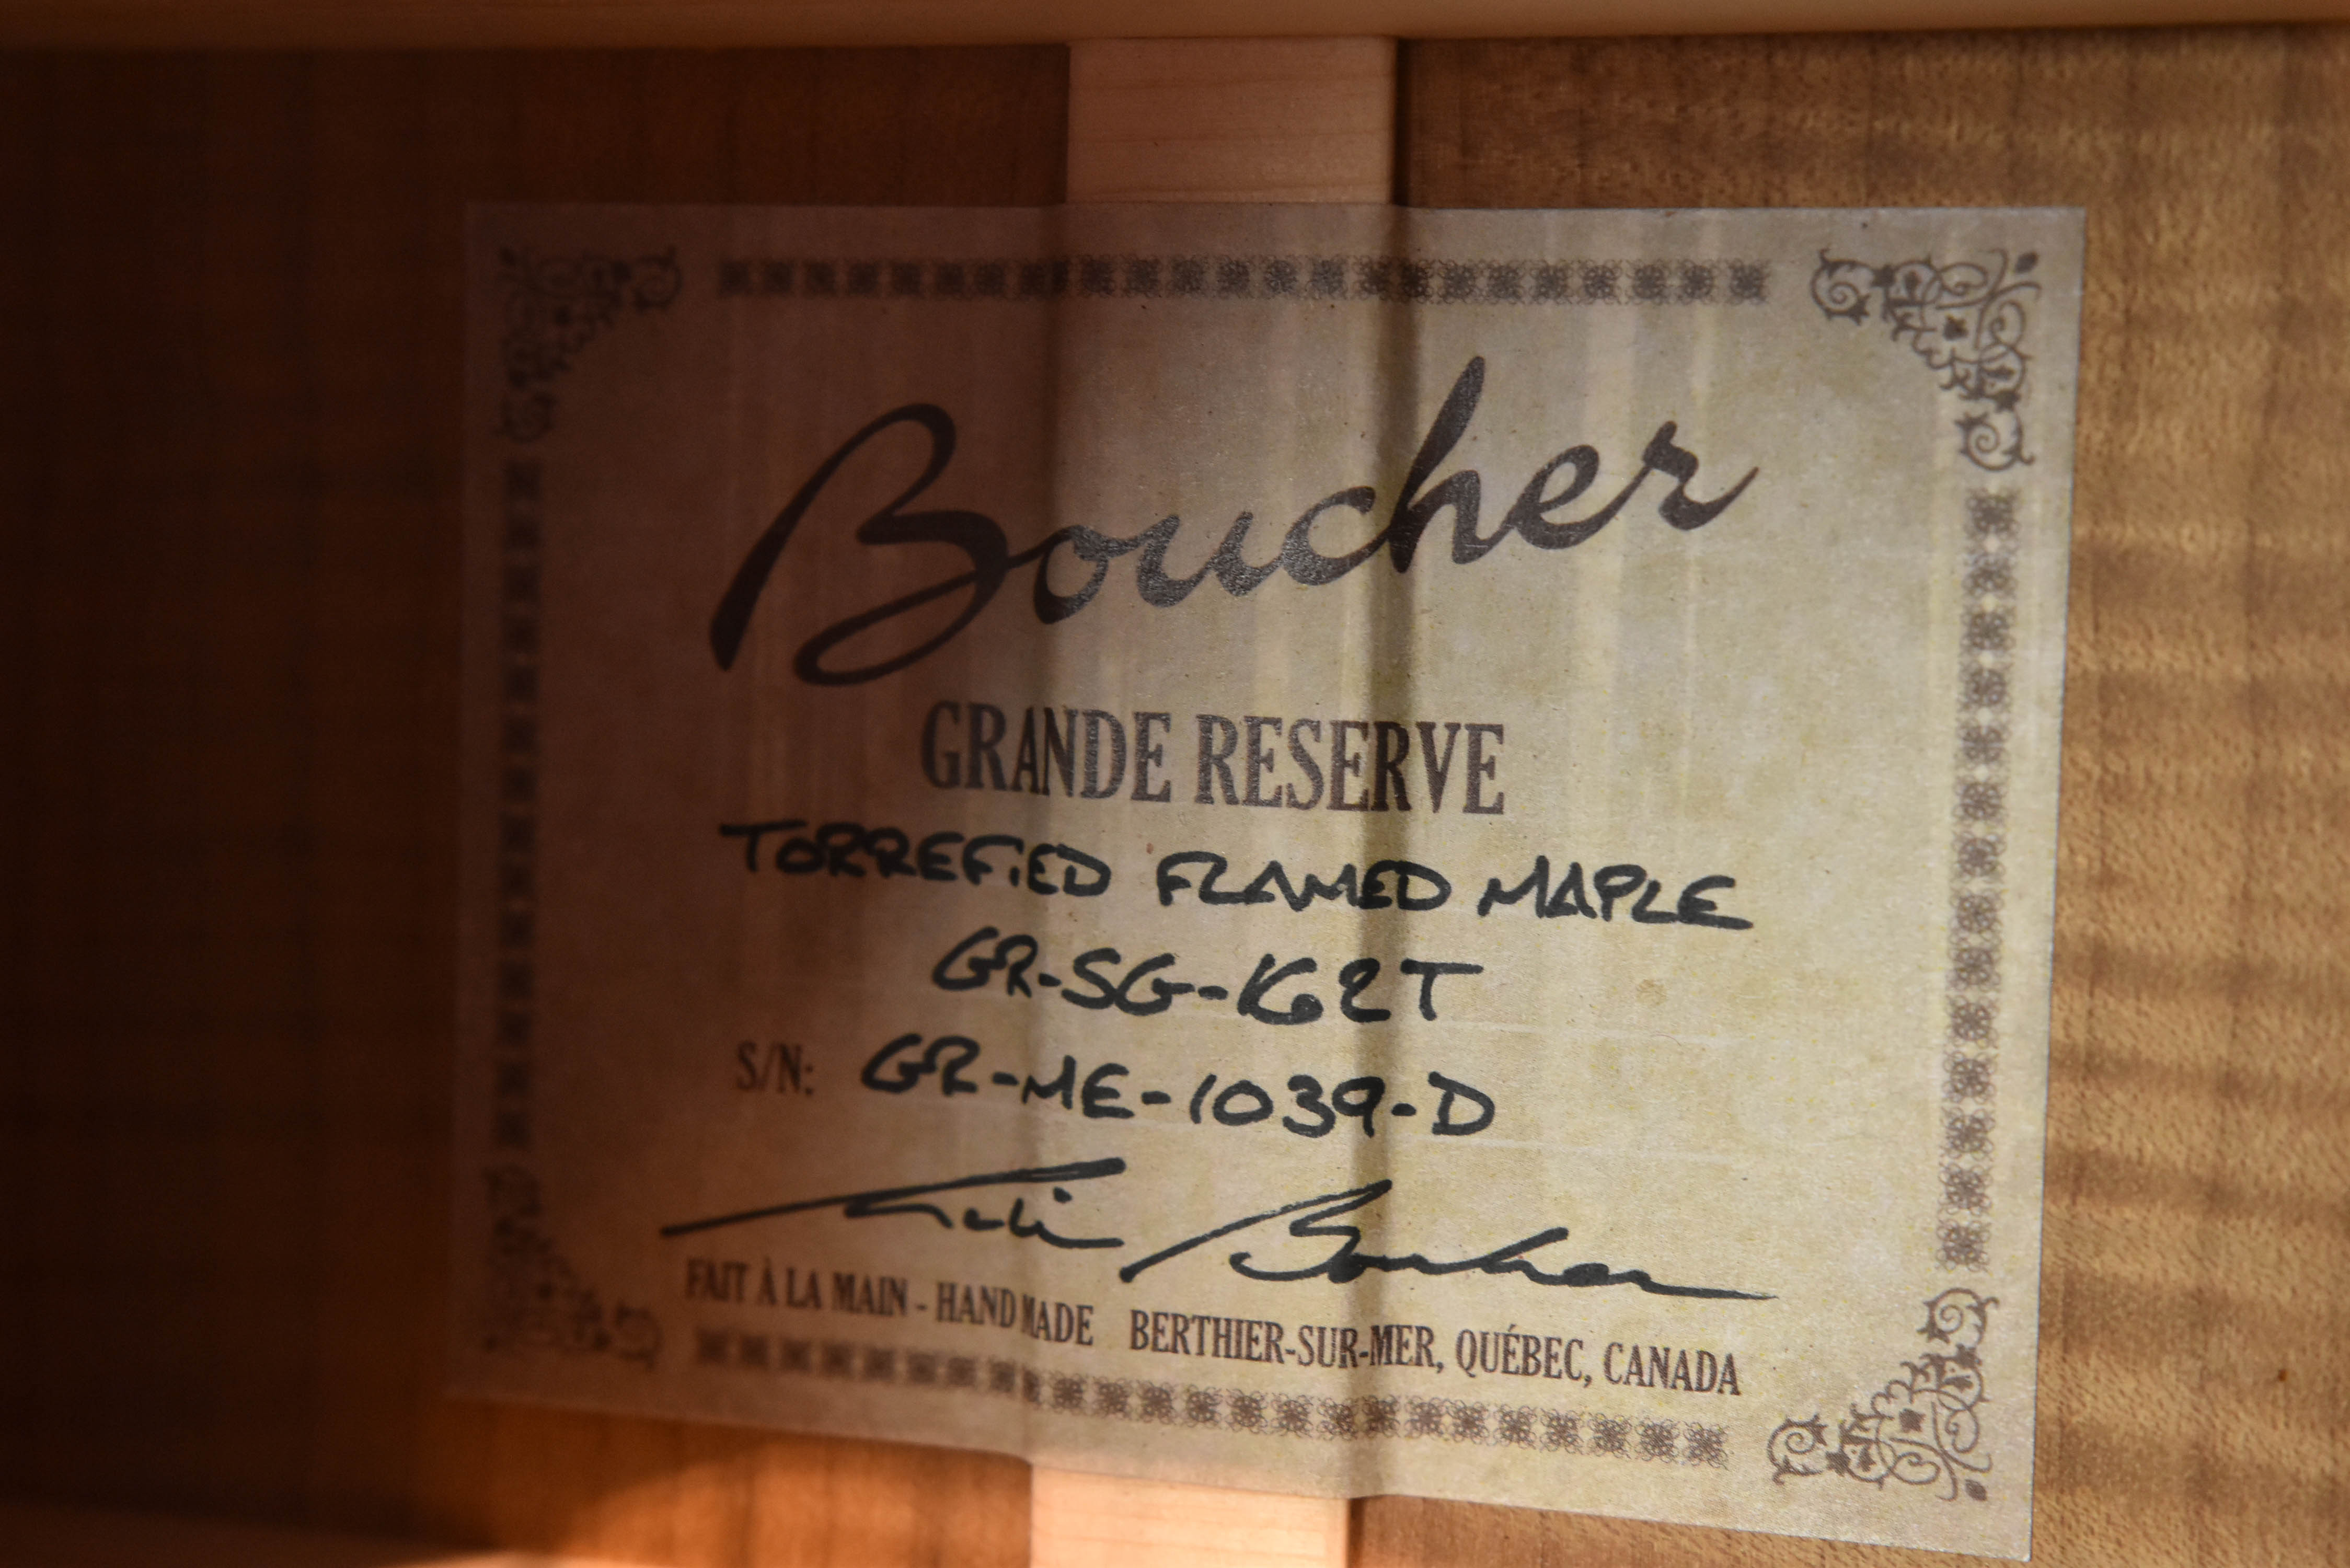 Boucher
GRANDE RESERVE
TORREFIED FLAMED MAPLE
GR-SG-162T
S/N: GR-ME-1039-D
Boucher
FAIT À LA MAIN - HAND MADE BERTHIER-SUR-MER, QUÉBEC, CANADA